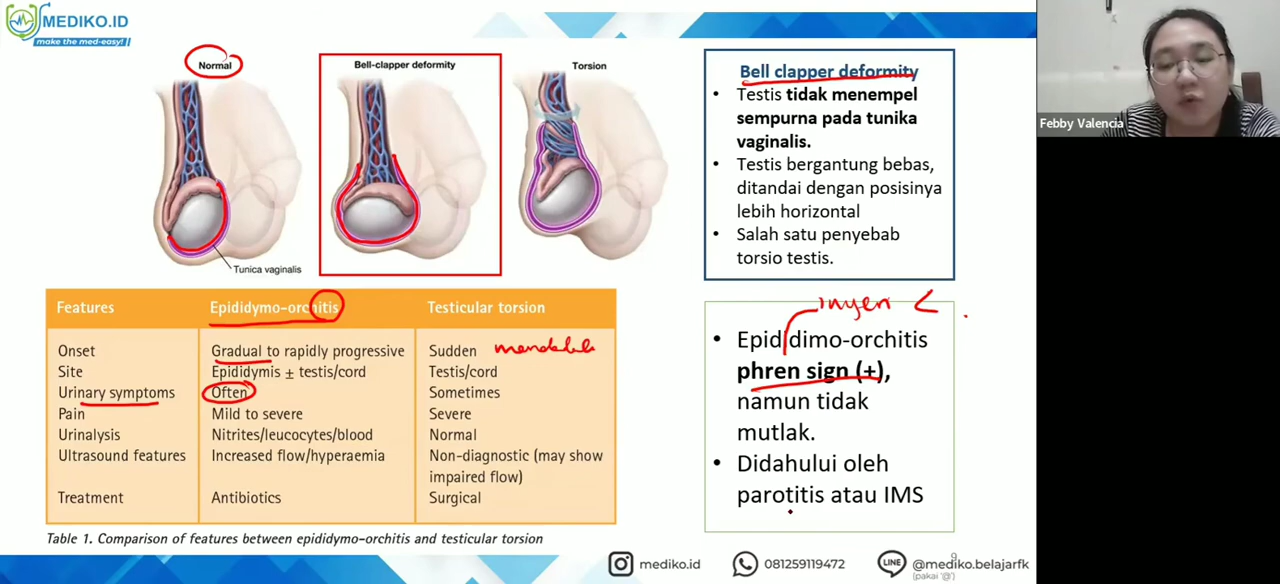 MEDIKO.ID
make the med-easy!
Normal
Bell-clapper deformity
Torsion
Tunica vaginalis
Bell clapper deformity
• Testis tidak menempel
sempurna pada tunika
vaginalis.
• Testis bergantung bebas,
ditandai dengan posisinya
lebih horizontal
• Salah satu penyebab
torsio testis.
Febby Valencia
Features Epididymo-orchitis Testicular torsion
Onset Gradual to rapidly progressive Sudden mendadak
Site Epididymis ± testis/cord Testis/cord
Urinary symptoms Often Sometimes
Pain Mild to severe Severe
Urinalysis Nitrites/leucocytes/blood Normal
Ultrasound features Increased flow/hyperaemia Non-diagnostic (may show
impaired flow)
Treatment Antibiotics Surgical
Table 1. Comparison of features between epididymo-orchitis and testicular torsion
nyeri <
• Epididimo-orchitis
phren sign (+),
namun tidak
mutlak.
• Didahului oleh
parotitis atau IMS
mediko.id
081259119472
9
@mediko.belajarfk
(pakai '@')